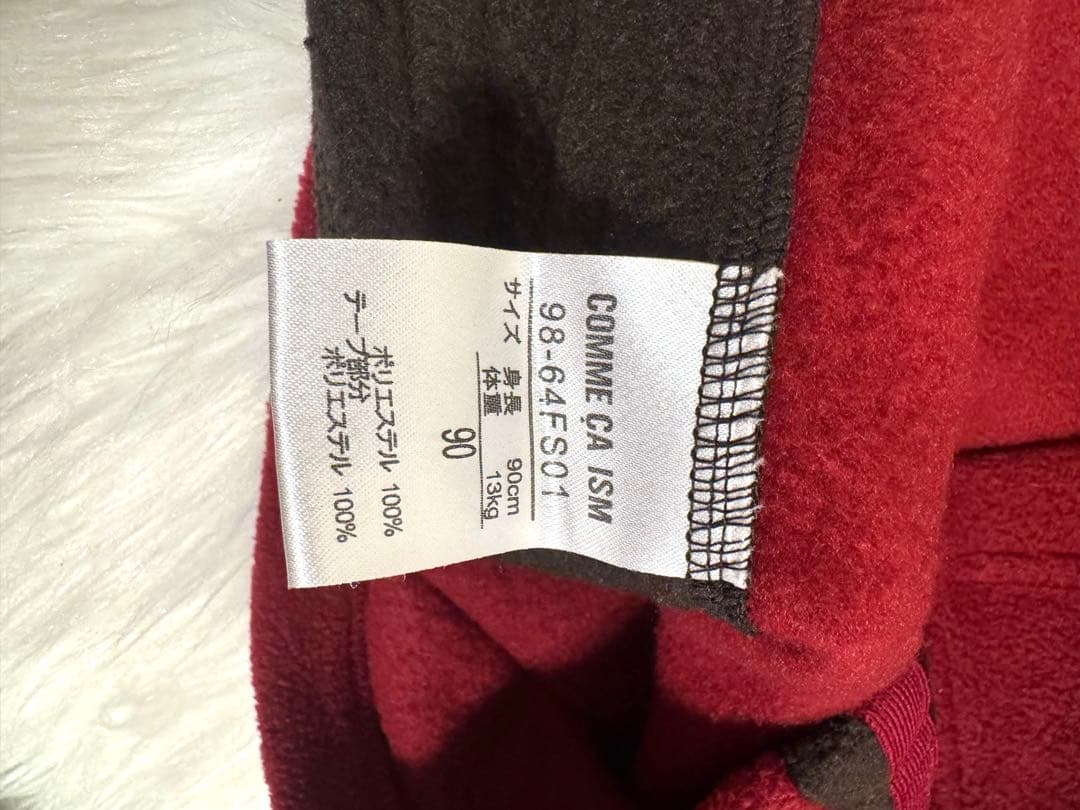 COMME ÇA ISM
98-64FS01
サイズ 身長 90cm
体重 13kg
90
ポリエステル 100%
テープ部分
ポリエステル 100%